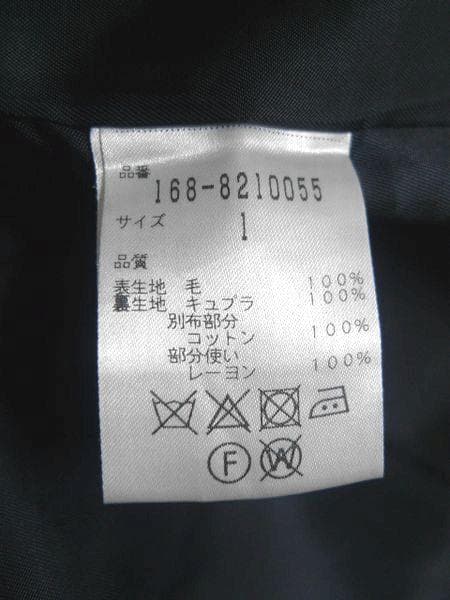 品番
168-8210055
サイズ
1
品質
表生地 毛 100%
裏生地 キュプラ 100%
別布部分
コットン 100%
部分使い
レーヨン 100%
F W